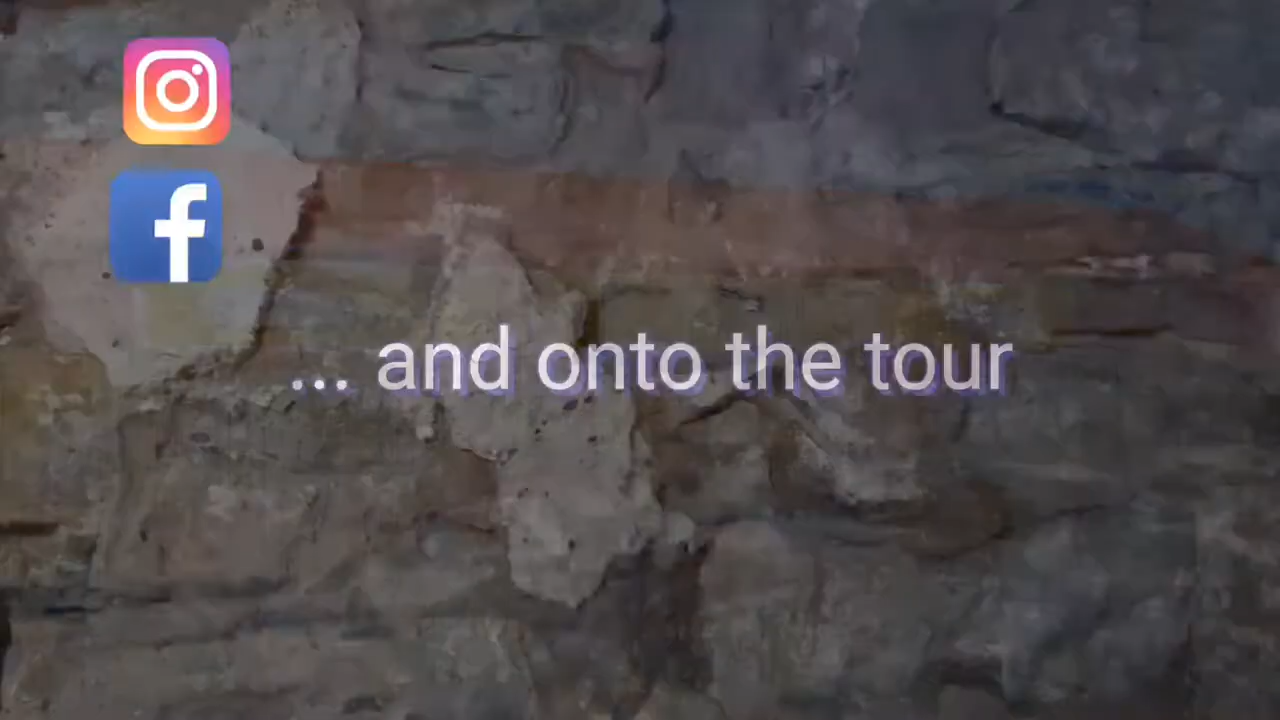 ... and onto the tour